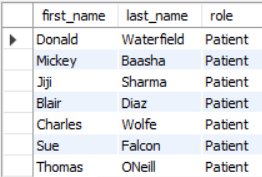 first_name last_name role
Donald Waterfield Patient
Mickey Baasha Patient
Jiji Sharma Patient
Blair Diaz Patient
Charles Wolfe Patient
Sue Falcon Patient
Thomas ONeill Patient